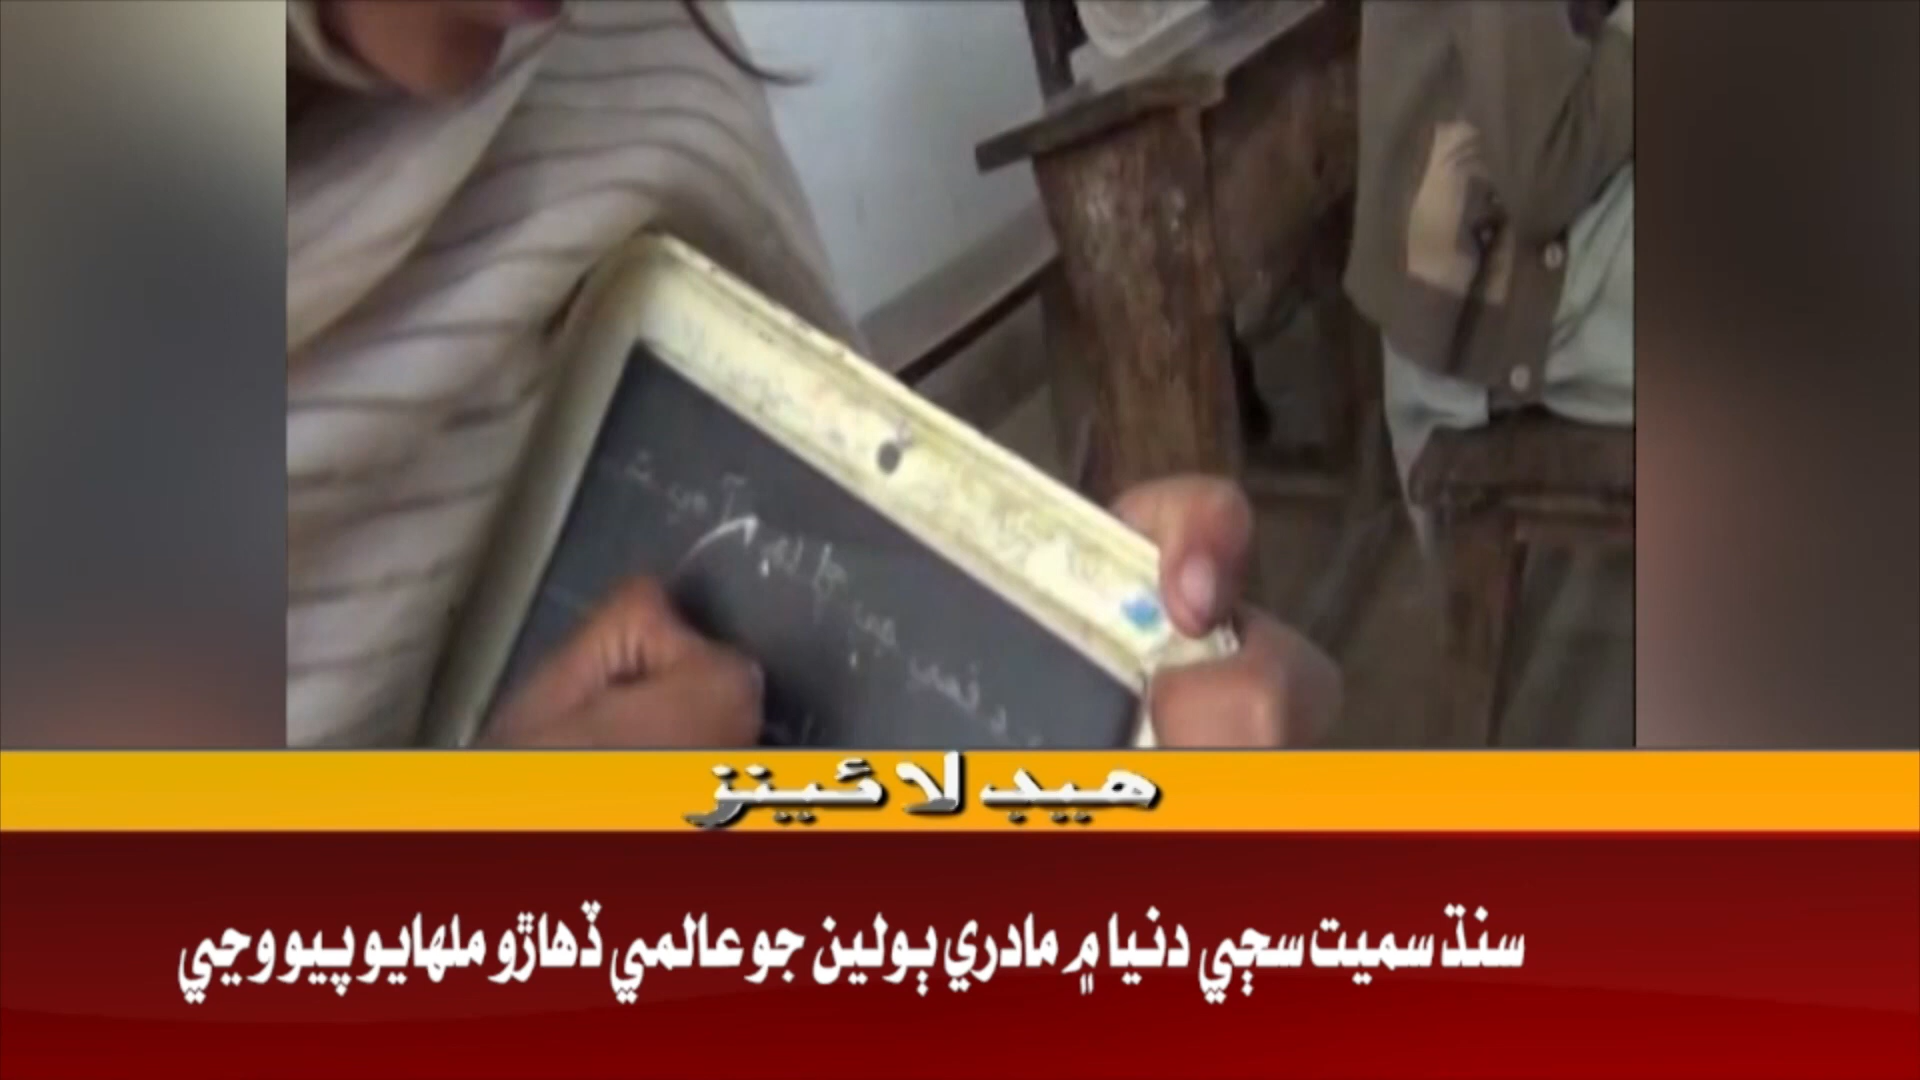 هيڊ لائينز
سنڌ سميت سڄي دنيا ۾ مادري ٻولين جو عالمي ڏهاڙو ملهايو پيو وڃي